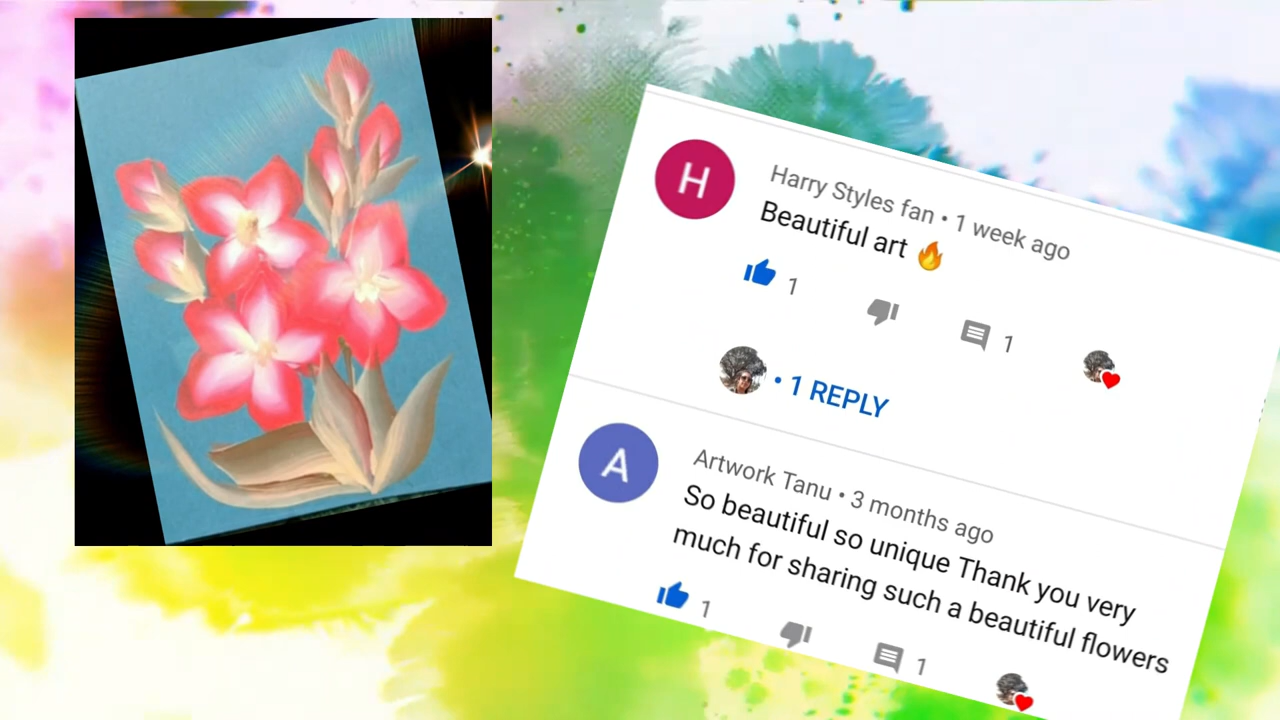 H
Harry Styles fan • 1 week ago
Beautiful art 🔥
1
1
• 1 REPLY
A
Artwork Tanu • 3 months ago
So beautiful so unique Thank you very
much for sharing such a beautiful flowers
1
1